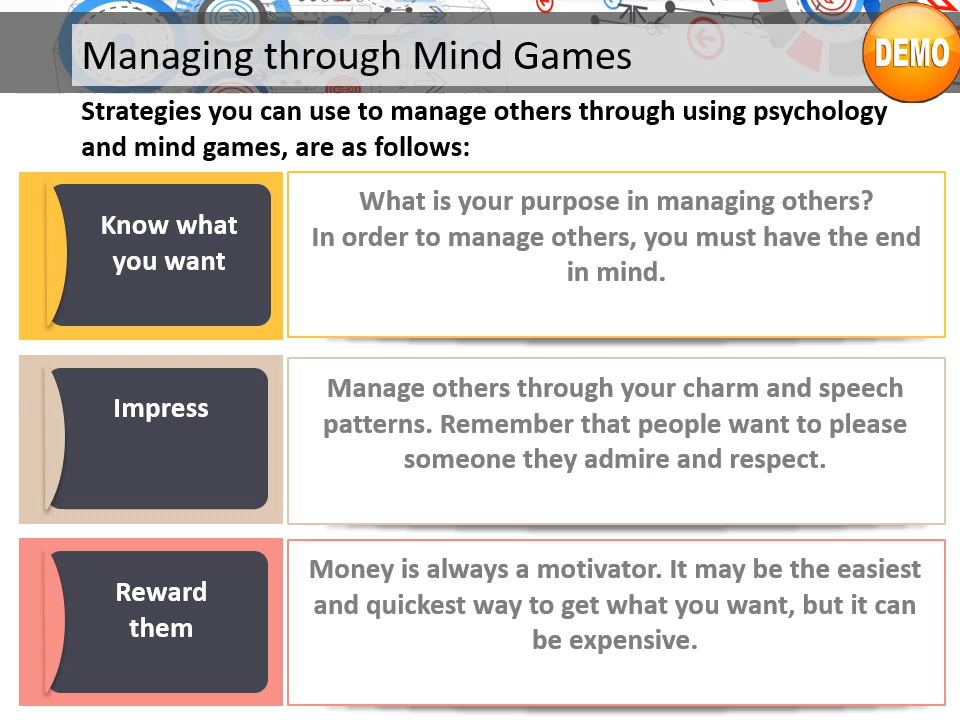 Managing through Mind Games
DEMO
Strategies you can use to manage others through using psychology
and mind games, are as follows:
Know what
you want
What is your purpose in managing others?
In order to manage others, you must have the end
in mind.
Impress
Manage others through your charm and speech
patterns. Remember that people want to please
someone they admire and respect.
Reward
them
Money is always a motivator. It may be the easiest
and quickest way to get what you want, but it can
be expensive.